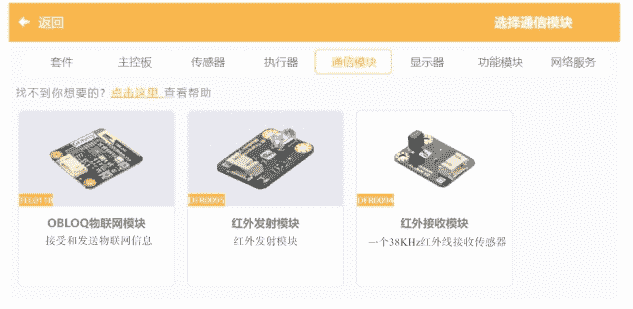 返回 选择通信模块
套件 主控板 传感器 执行器 通信模块 显示器 功能模块 网络服务
找不到你想要的？点击这里 查看帮助
DFR0095 DFR0094
OBLOQ物联网模块 红外发射模块 红外接收模块
接受和发送物联网信息 红外发射模块 一个38KHz红外线接收传感器